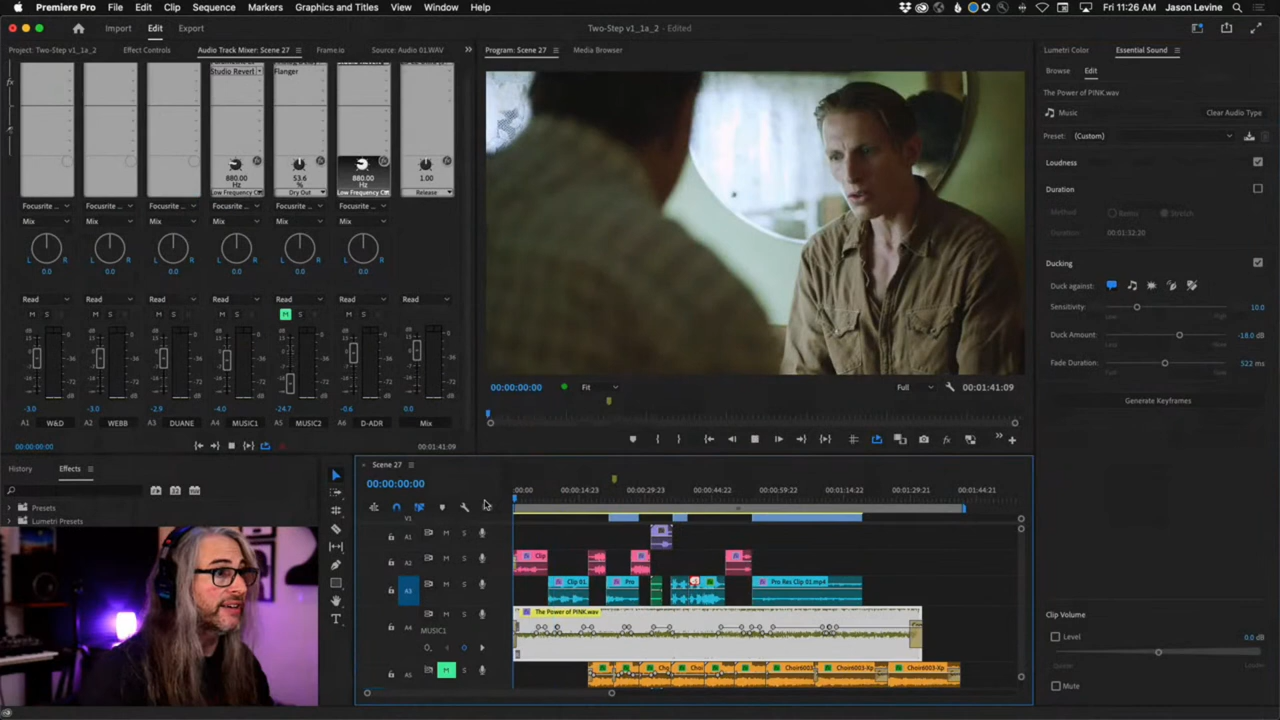 Premiere Pro File Edit Clip Sequence Markers Graphics and Titles View Window Help Fri 11:26 AM Jason Levine
Import Edit Export Two-Step v1_1a_2 - Edited
Project: Two-Step v1_1a_2 Effect Controls Audio Track Mixer: Scene 27 Frame.io Source: Audio 01.WAV
Program: Scene 27 Media Browser
Lumetri Color Essential Sound
Browse Edit
The Power of PINK.wav
Music Clear Audio Type
Preset: (Custom)
Loudness
Duration
Method: Remix Stretch
Duration: 00:01:32.20
Ducking
Duck against:
Sensitivity: 10.0
Low High
Duck Amount: -18.0 dB
Fade Duration: 522 ms
Generate Keyframes
Clip Volume
Level 0.0 dB
Mute
Studio Revert Flanger
880.00 53.6 880.00 1.00
Hz % Hz
Dry Out Release
Focusrite ... Focusrite ... Focusrite ... Focusrite ... Focusrite ... Focusrite ...
Mix Mix Mix Mix Mix Mix
L R L R L R L R L R L R
0.0 0.0 0.0 0.0 0.0 0.0
Read Read Read Read Read Read Read
M S M S M S M S M S M S
-3.0 -3.0 -2.9 -4.0 -24.7 -0.6 0.0
A1 W&D A2 WEBB A3 DUANE A4 MUSIC1 A5 MUSIC2 A6 D-ADR Mix
00:00:00:00 00:01:41:09
00:00:00:00 Fit Full 00:01:41:09
History Effects
Presets
Lumetri Presets
Scene 27
00:00:00:00
:00:00 00:00:14:23 00:00:29:23 00:00:44:22 00:00:59:22 00:01:14:22 00:01:29:21 00:01:44:21
V1
A1 M S
A2 M S Clip
A3 M S Clip 01. Pro Pro Res Clip 01.mp4
A4 M S The Power of PINK.wav
MUSIC1
A5 M S Choir6003-Xp Choir6003-Xp